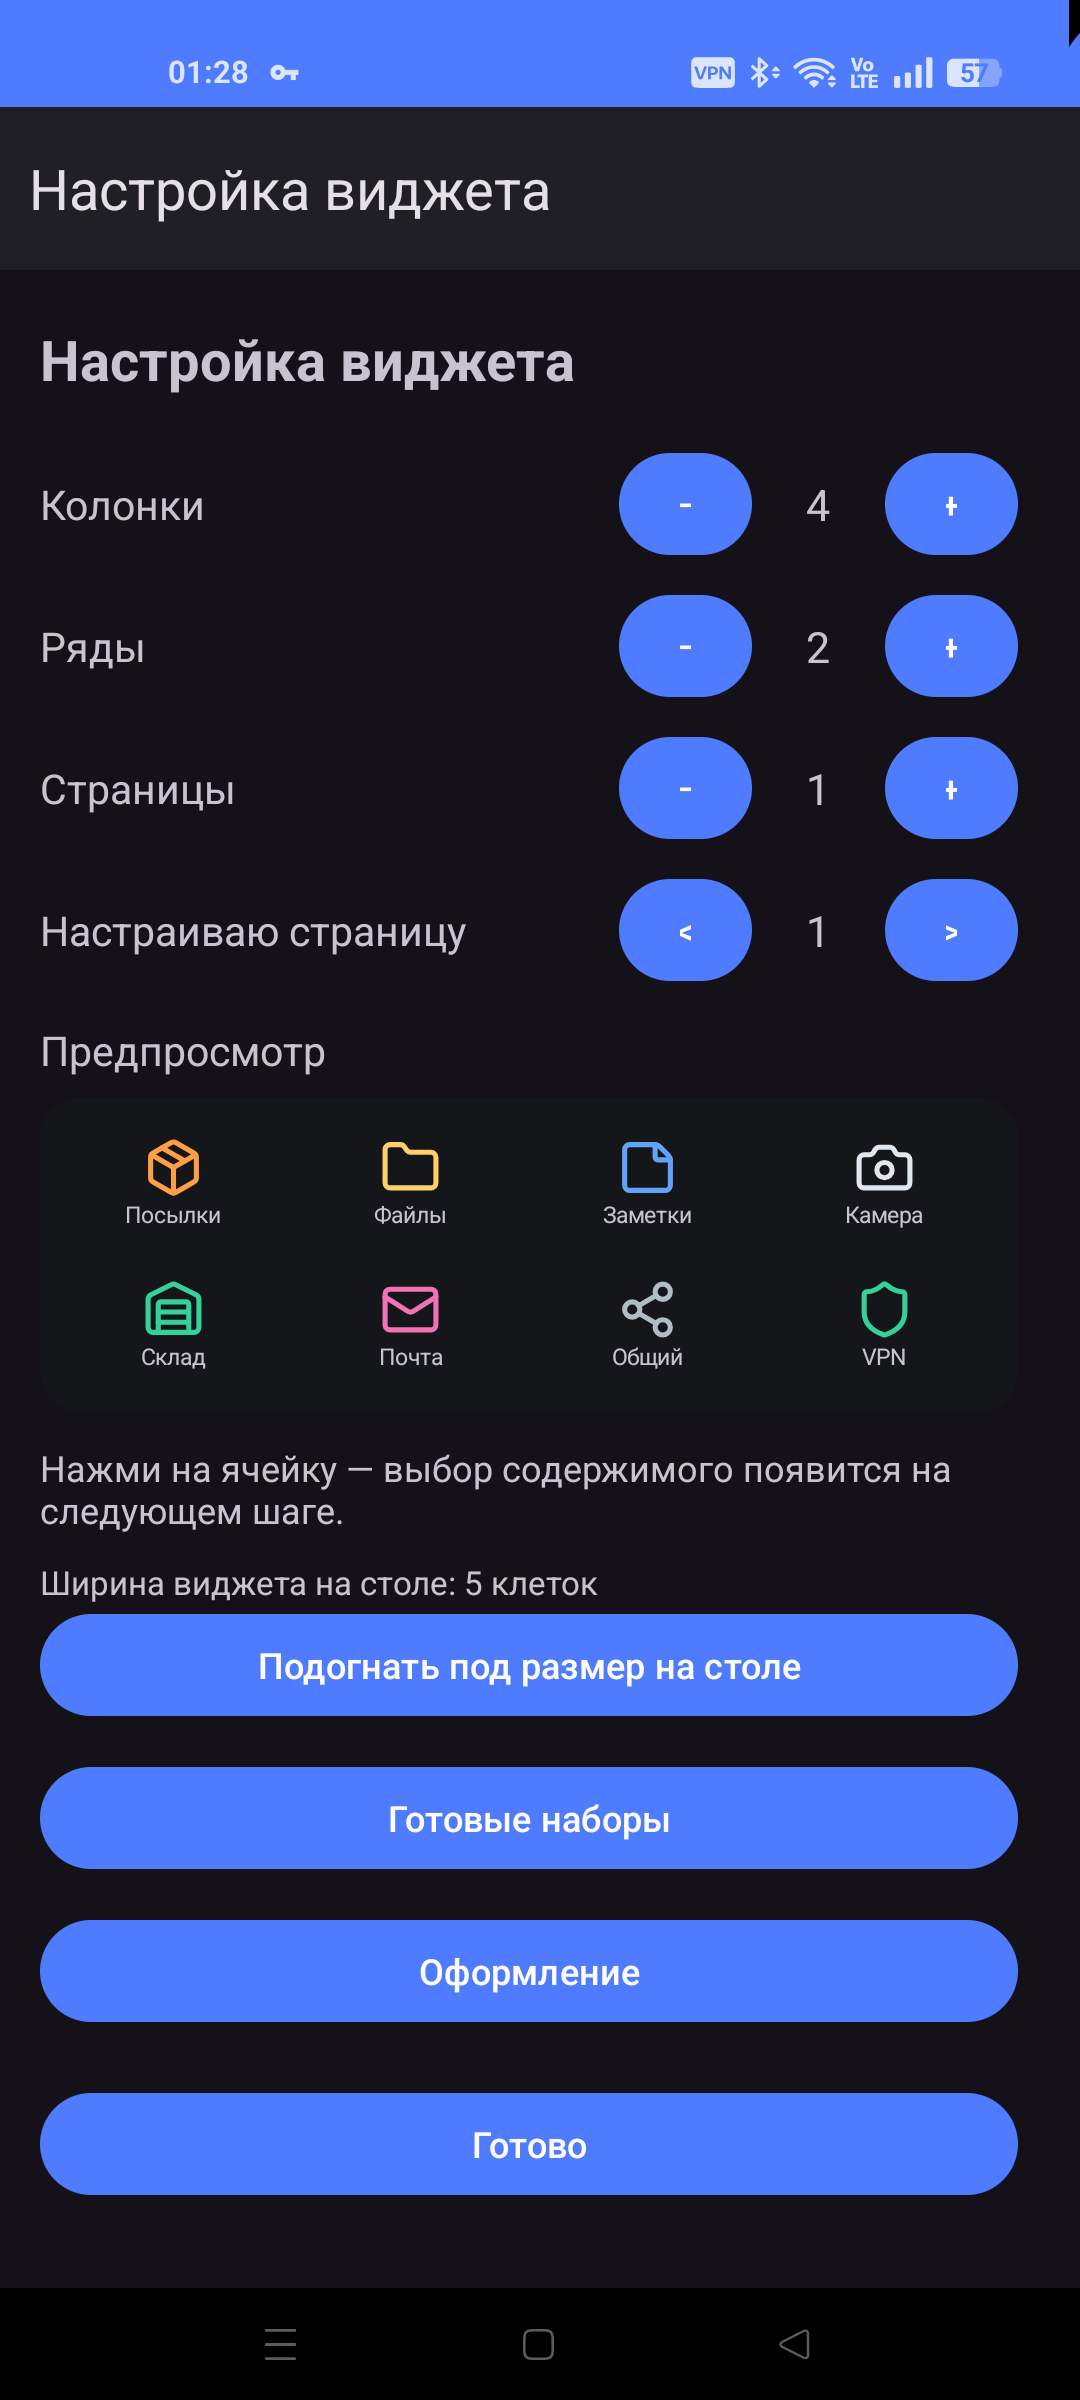 01:28 VPN Vo LTE 57
Настройка виджета
Настройка виджета
Колонки - 4 +
Ряды - 2 +
Страницы - 1 +
Настраиваю страницу < 1 >
Предпросмотр
Посылки Файлы Заметки Камера
Склад Почта Общий VPN
Нажми на ячейку — выбор содержимого появится на
следующем шаге.
Ширина виджета на столе: 5 клеток
Подогнать под размер на столе
Готовые наборы
Оформление
Готово